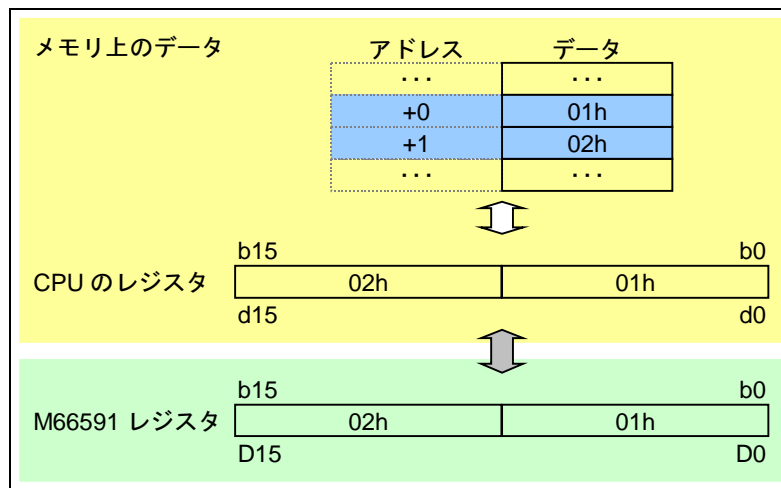 メモリ上のデータ
アドレス データ
･･･ ･･･
+0 01h
+1 02h
･･･ ･･･
b15 b0
CPU のレジスタ 02h 01h
d15 d0
b15 b0
M66591 レジスタ 02h 01h
D15 D0